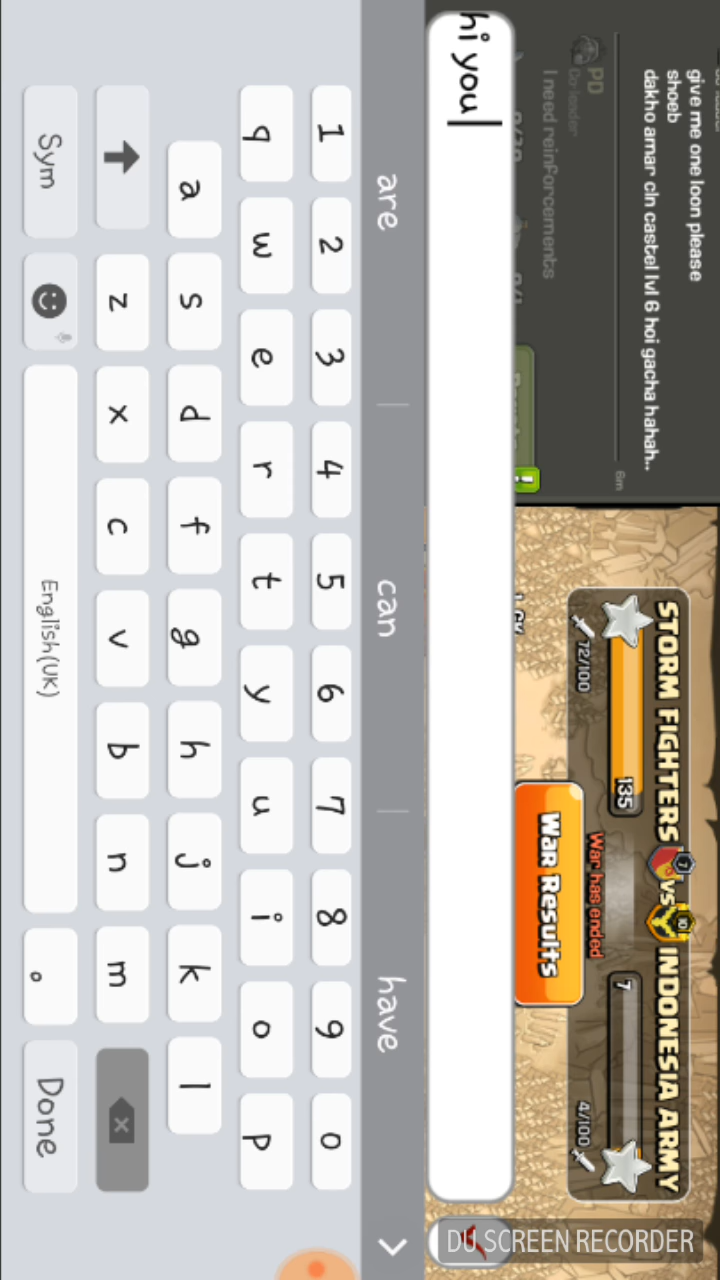 give me one loon please
shoeb
dakho amar cln castel lvl 6 hoi gacha hahah..
6m
PD
Co-leader
I need reinforcements
STORM FIGHTERS
7
vs
10
INDONESIA ARMY
135
7
72/100
War has ended
4/100
War Results
hi you
DU SCREEN RECORDER
are
can
have
1 2 3 4 5 6 7 8 9 0
q w e r t y u i o p
a s d f g h j k l
z x c v b n m
Sym
English(UK)
.
Done